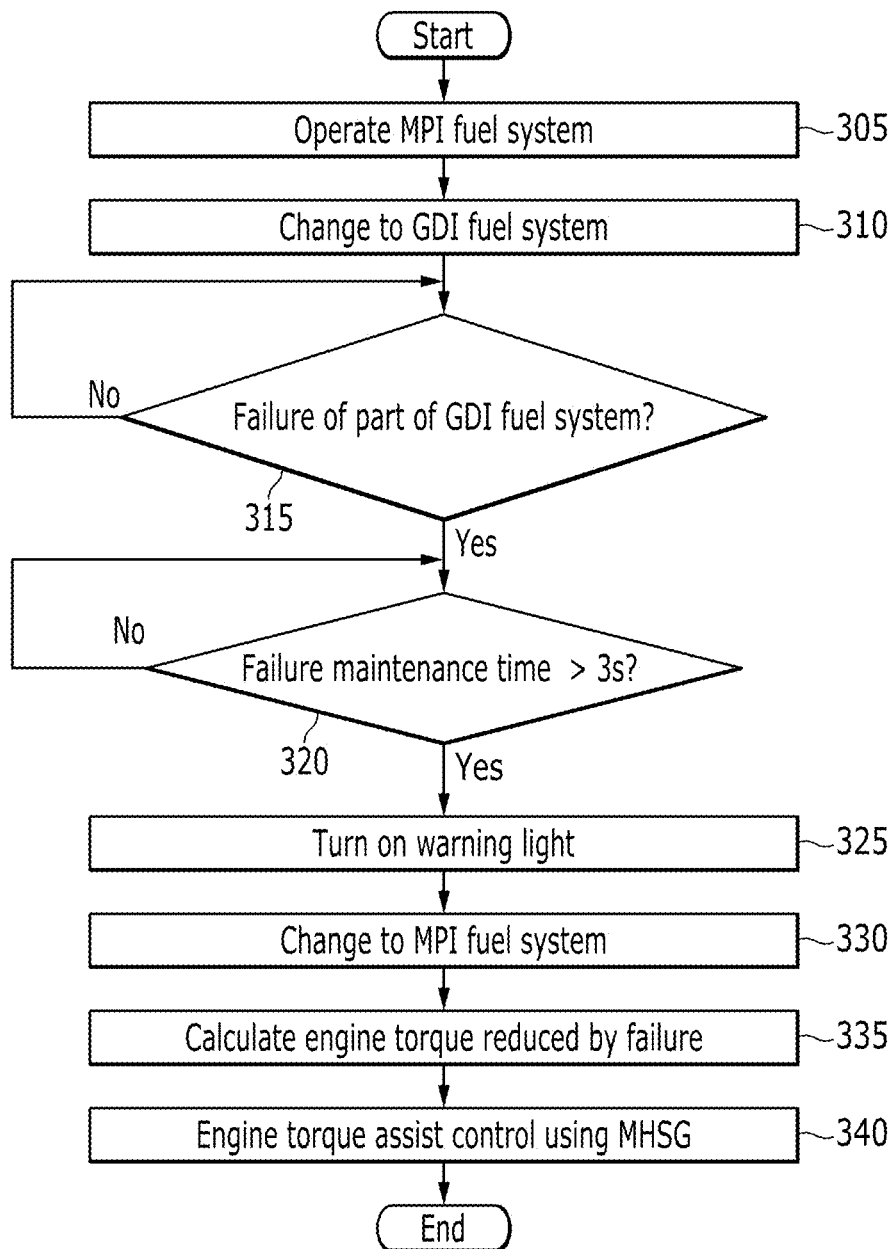 Start
Operate MPI fuel system
305
Change to GDI fuel system
310
No
Failure of part of GDI fuel system?
315
Yes
No
Failure maintenance time > 3s?
320
Yes
Turn on warning light
325
Change to MPI fuel system
330
Calculate engine torque reduced by failure
335
Engine torque assist control using MHSG
340
End